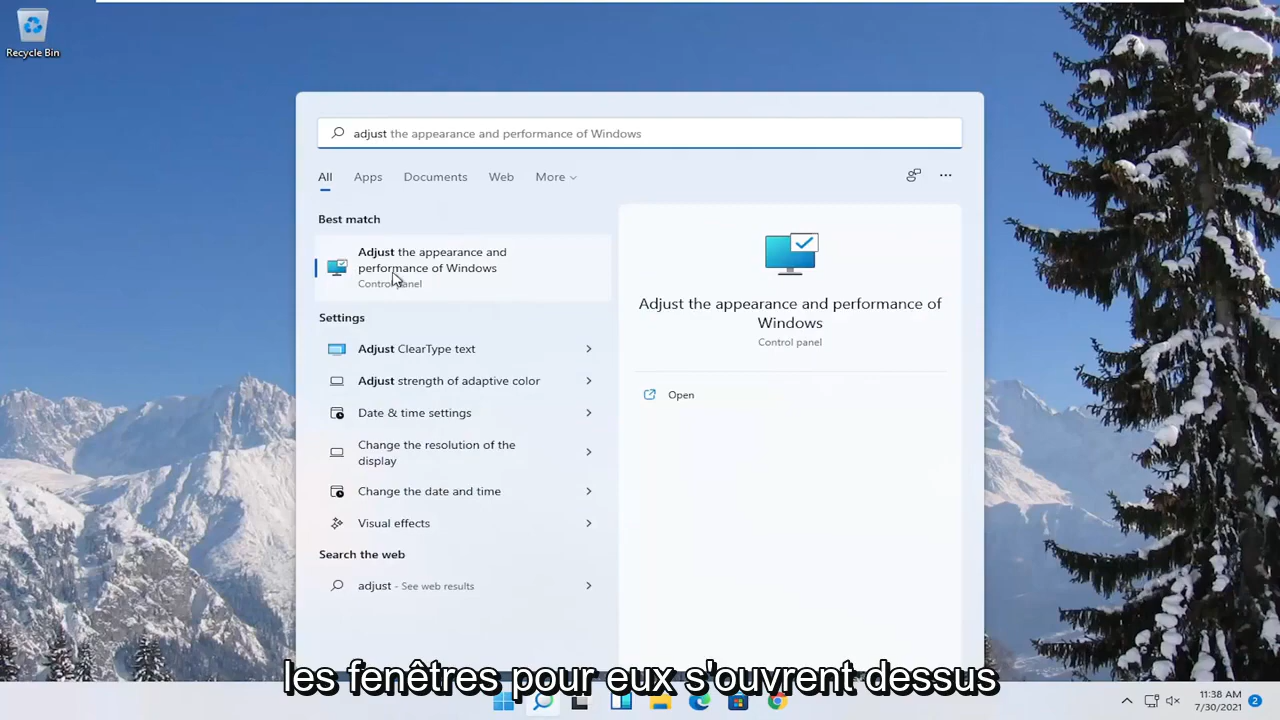 Recycle Bin
adjust the appearance and performance of Windows
All Apps Documents Web More
Best match
Adjust the appearance and
performance of Windows
Control panel
Settings
Adjust ClearType text
Adjust strength of adaptive color
Date & time settings
Change the resolution of the
display
Change the date and time
Visual effects
Search the web
adjust - See web results
Adjust the appearance and performance of
Windows
Control panel
Open
les fenêtres pour eux s'ouvrent dessus
11:38 AM
7/30/2021
2